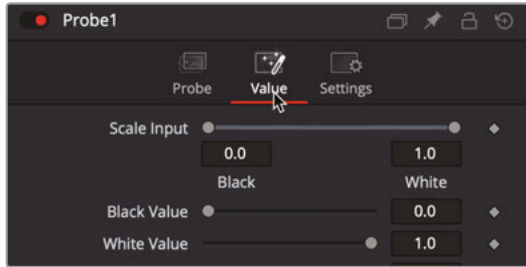 Probe1
Probe Value Settings
Scale Input
0.0 1.0
Black White
Black Value 0.0
White Value 1.0